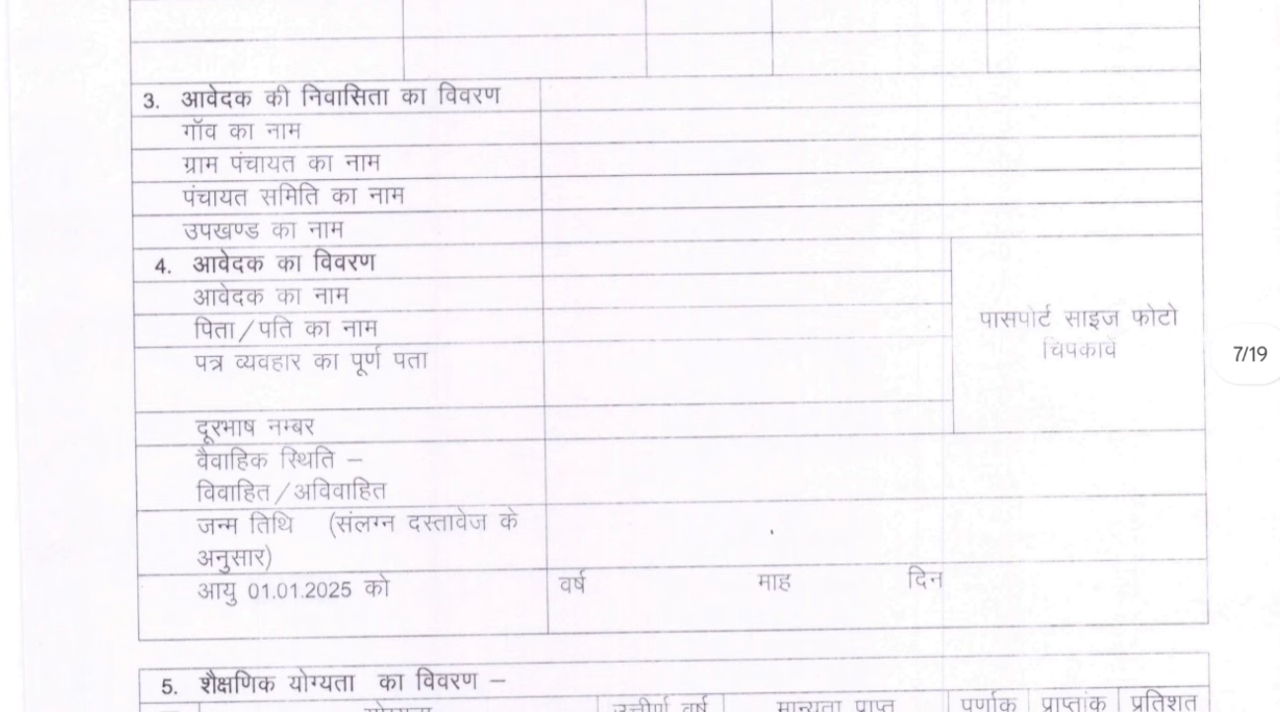 3. आवेदक की निवासिता का विवरण
गॉव का नाम
ग्राम पंचायत का नाम
पंचायत समिति का नाम
उपखण्ड का नाम
4. आवेदक का विवरण
आवेदक का नाम
पिता/पति का नाम
पासपोर्ट साइज फोटो
चिपकावे
पत्र व्यवहार का पूर्ण पता
7/19
दूरभाष नम्बर
वैवाहिक स्थिति –
विवाहित/अविवाहित
जन्म तिथि (संलग्न दस्तावेज के
अनुसार)
आयु 01.01.2025 को वर्ष माह दिन
5. शैक्षणिक योग्यता का विवरण –
उत्तीर्ण वर्ष मान्यता प्राप्त पूर्णांक प्राप्तांक प्रतिशत